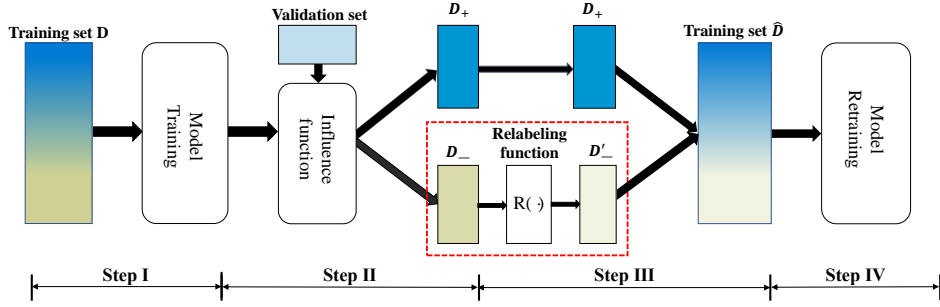 Training set D
Model
Training
Validation set
Influence
function
D₊
D₊
Relabeling
function
D₋
R( ·)
D′₋
Training set D̂
Model
Retraining
Step I
Step II
Step III
Step IV